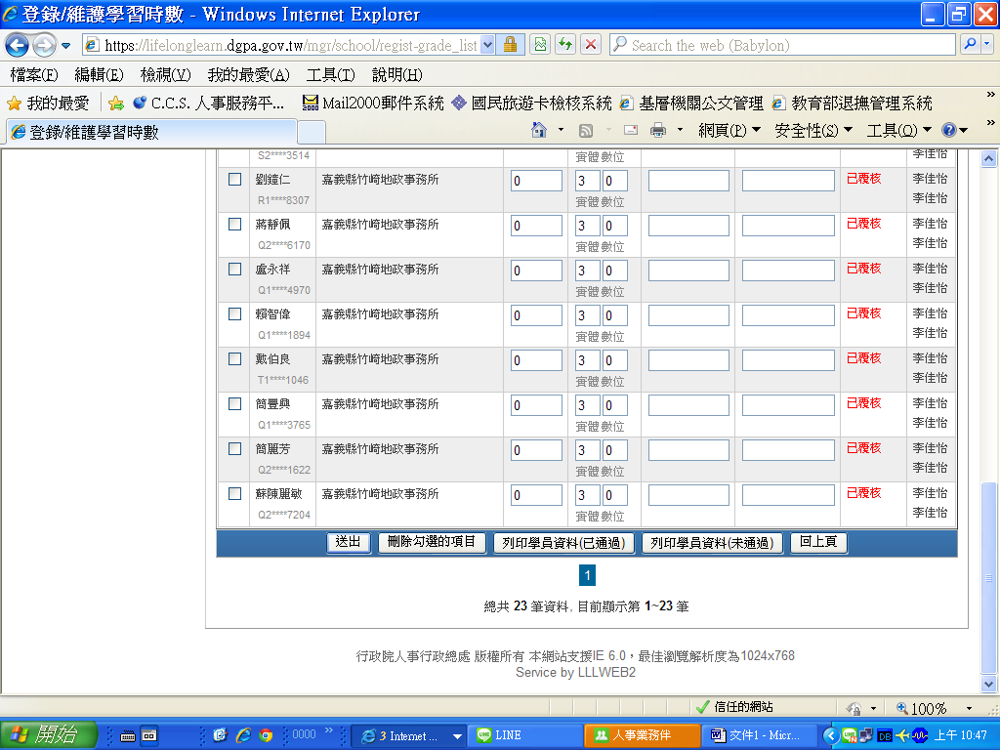 登錄/維護學習時數 - Windows Internet Explorer
https://lifelonglearn.dgpa.gov.tw/mgr/school/regist-grade_list
Search the web (Babylon)
檔案(F) 編輯(E) 檢視(V) 我的最愛(A) 工具(T) 說明(H)
我的最愛 C.C.S. 人事服務平... Mail2000郵件系統 國民旅遊卡檢核系統 基層機關公文管理 教育部退撫管理系統 »
登錄/維護學習時數
網頁(P) 安全性(S) 工具(O) »
S2****3514 實體 數位 李佳怡
劉鐘仁 嘉義縣竹崎地政事務所 0 3 0 已覆核 李佳怡
R1****8307 實體 數位 李佳怡
蔣靜佩 嘉義縣竹崎地政事務所 0 3 0 已覆核 李佳怡
Q2****6170 實體 數位 李佳怡
盧永祥 嘉義縣竹崎地政事務所 0 3 0 已覆核 李佳怡
Q1****4970 實體 數位 李佳怡
賴智偉 嘉義縣竹崎地政事務所 0 3 0 已覆核 李佳怡
Q1****1894 實體 數位 李佳怡
戴伯良 嘉義縣竹崎地政事務所 0 3 0 已覆核 李佳怡
T1****1046 實體 數位 李佳怡
簡豐興 嘉義縣竹崎地政事務所 0 3 0 已覆核 李佳怡
Q1****3765 實體 數位 李佳怡
簡麗芳 嘉義縣竹崎地政事務所 0 3 0 已覆核 李佳怡
Q2****1622 實體 數位 李佳怡
蘇陳麗敏 嘉義縣竹崎地政事務所 0 3 0 已覆核 李佳怡
Q2****7204 實體 數位 李佳怡
送出 刪除勾選的項目 列印學員資料(已通過) 列印學員資料(未通過) 回上頁
1
總共 23 筆資料, 目前顯示第 1~23 筆
行政院人事行政總處 版權所有 本網站支援IE 6.0，最佳瀏覽解析度為1024x768
Service by LLLWEB2
信任的網站 100%
開始 0000 » 3 Internet ... LINE 人事業務伴 文件1 - Micr... 上午 10:47